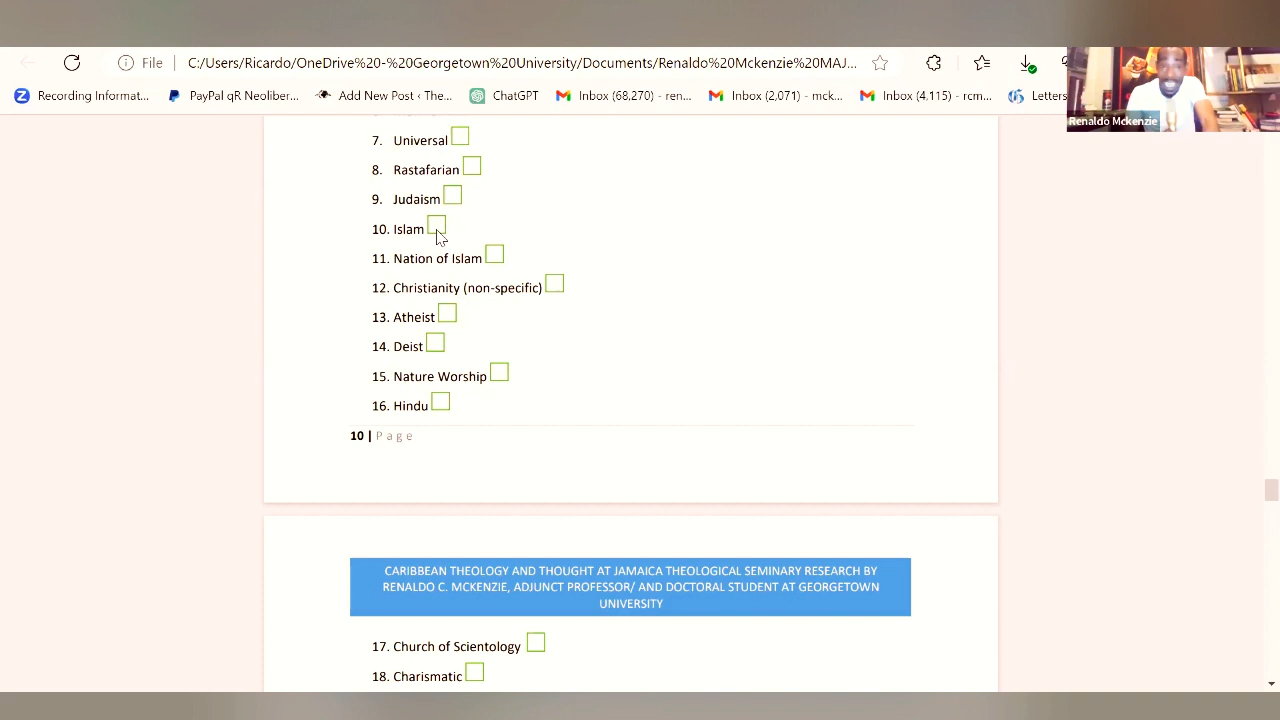 File
C:/Users/Ricardo/OneDrive%20-%20Georgetown%20University/Documents/Renaldo%20Mckenzie%20MAJ...
Recording Informat...
PayPal qR Neoliber...
Add New Post ‹ The...
ChatGPT
Inbox (68,270) - ren...
Inbox (2,071) - mck...
Inbox (4,115) - rcm...
Letters
Renaldo Mckenzie
7. Universal
8. Rastafarian
9. Judaism
10. Islam
11. Nation of Islam
12. Christianity (non-specific)
13. Atheist
14. Deist
15. Nature Worship
16. Hindu
10 | Page
CARIBBEAN THEOLOGY AND THOUGHT AT JAMAICA THEOLOGICAL SEMINARY RESEARCH BY
RENALDO C. MCKENZIE, ADJUNCT PROFESSOR/ AND DOCTORAL STUDENT AT GEORGETOWN
UNIVERSITY
17. Church of Scientology
18. Charismatic